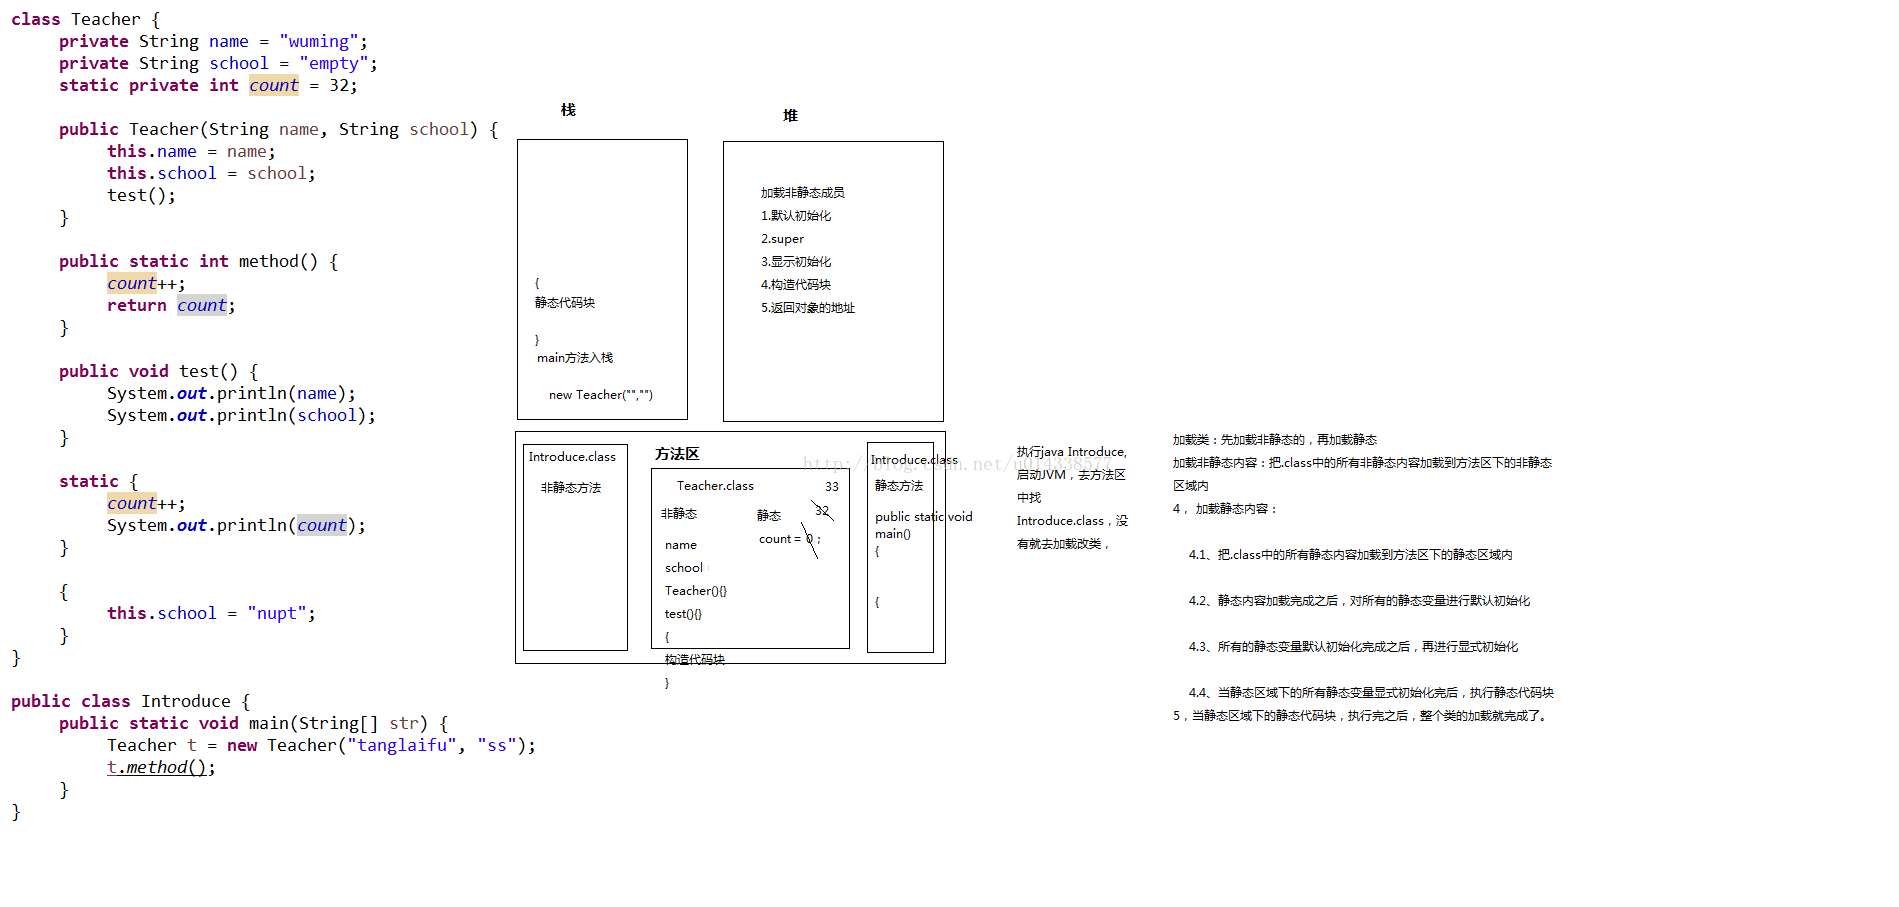 class Teacher {
private String name = "wuming";
private String school = "empty";
static private int count = 32;
public Teacher(String name, String school) {
this.name = name;
this.school = school;
test();
}
public static int method() {
count++;
return count;
}
public void test() {
System.out.println(name);
System.out.println(school);
}
static {
count++;
System.out.println(count);
}
{
this.school = "nupt";
}
}
public class Introduce {
public static void main(String[] str) {
Teacher t = new Teacher("tanglaifu", "ss");
t.method();
}
}
栈
{
静态代码块
}
main方法入栈
new Teacher("","")
堆
加载非静态成员
1.默认初始化
2.super
3.显示初始化
4.构造代码块
5.返回对象的地址
方法区
Introduce.class
非静态方法
Teacher.class
非静态
name
school :
Teacher(){}
test(){}
{
构造代码块
}
33
静态
32
count = 0 ;
Introduce.class
静态方法
public static void
main()
{
{
http://blog.csdn.net/u014338577
执行java Introduce,
启动JVM，去方法区
中找
Introduce.class，没
有就去加载改类，
加载类：先加载非静态的，再加载静态
加载非静态内容：把.class中的所有非静态内容加载到方法区下的非静态
区域内
4， 加载静态内容：
4.1、把.class中的所有静态内容加载到方法区下的静态区域内
4.2、静态内容加载完成之后，对所有的静态变量进行默认初始化
4.3、所有的静态变量默认初始化完成之后，再进行显式初始化
4.4、当静态区域下的所有静态变量显式初始化完后，执行静态代码块
5，当静态区域下的静态代码块，执行完之后，整个类的加载就完成了。